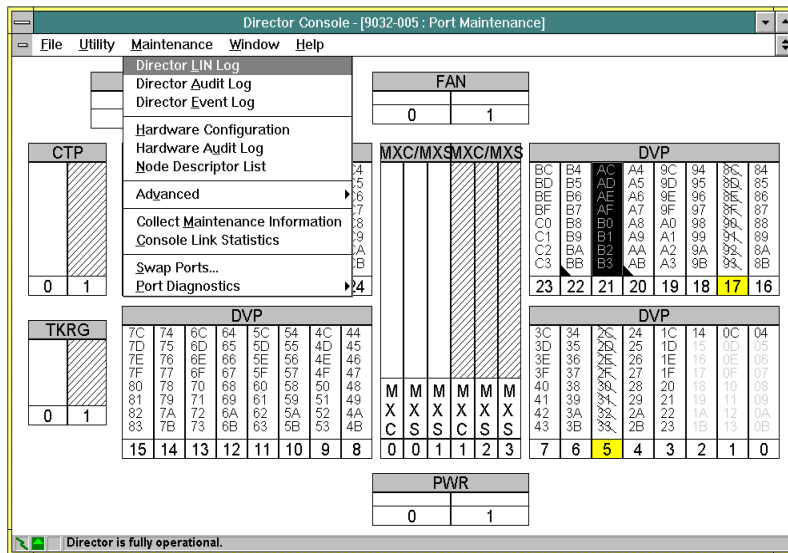 Director Console - [9032-005 : Port Maintenance]
File Utility Maintenance Window Help
Director LIN Log
Director Audit Log
Director Event Log
Hardware Configuration
Hardware Audit Log
Node Descriptor List
Advanced
Collect Maintenance Information
Console Link Statistics
Swap Ports...
Port Diagnostics
FAN
0 1
CTP
0 1
C4
C5
C6
C7
C8
C9
CA
CB
24
MXC/MXS MXC/MXS
DVP
BC B4 AC A4 9C 94 8C 84
BD B5 AD A5 9D 95 8D 85
BE B6 AE A6 9E 96 8E 86
BF B7 AF A7 9F 97 8F 87
C0 B8 B0 A8 A0 98 90 88
C1 B9 B1 A9 A1 99 91 89
C2 BA B2 AA A2 9A 92 8A
C3 BB B3 AB A3 9B 93 8B
23 22 21 20 19 18 17 16
TKRG
0 1
DVP
7C 74 6C 64 5C 54 4C 44
7D 75 6D 65 5D 55 4D 45
7E 76 6E 66 5E 56 4E 46
7F 77 6F 67 5F 57 4F 47
80 78 70 68 60 58 50 48
81 79 71 69 61 59 51 49
82 7A 72 6A 62 5A 52 4A
83 7B 73 6B 63 5B 53 4B
15 14 13 12 11 10 9 8
M M M M M M
X X X X X X
C S S C S S
0 0 1 1 2 3
DVP
3C 34 2C 24 1C 14 0C 04
3D 35 2D 25 1D 15 0D 05
3E 36 2E 26 1E 16 0E 06
3F 37 2F 27 1F 17 0F 07
40 38 30 28 20 18 10 08
41 39 31 29 21 19 11 09
42 3A 32 2A 22 1A 12 0A
43 3B 33 2B 23 1B 13 0B
7 6 5 4 3 2 1 0
PWR
0 1
Director is fully operational.